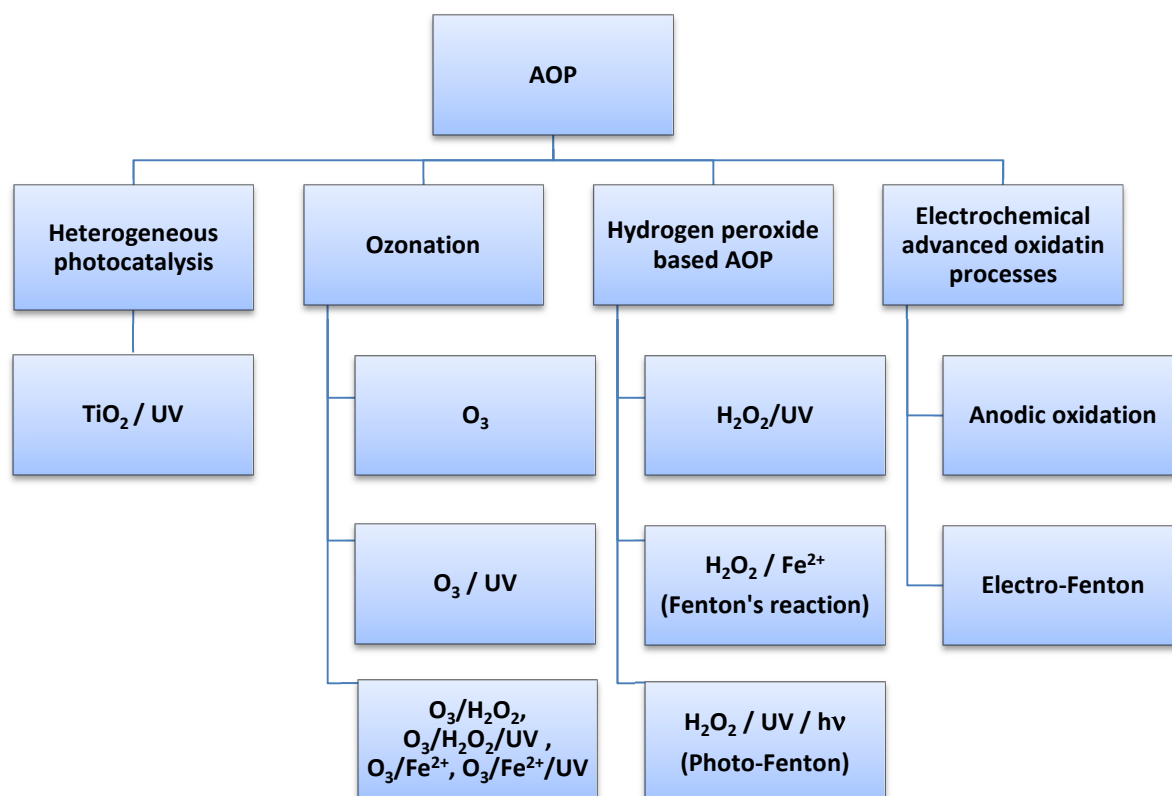 AOP
Heterogeneous
photocatalysis
Ozonation
Hydrogen peroxide
based AOP
Electrochemical
advanced oxidatin
processes
TiO₂ / UV
O₃
H₂O₂/UV
Anodic oxidation
O₃ / UV
H₂O₂ / Fe²⁺
(Fenton's reaction)
Electro-Fenton
O₃/H₂O₂,
O₃/H₂O₂/UV ,
O₃/Fe²⁺, O₃/Fe²⁺/UV
H₂O₂ / UV / hν
(Photo-Fenton)